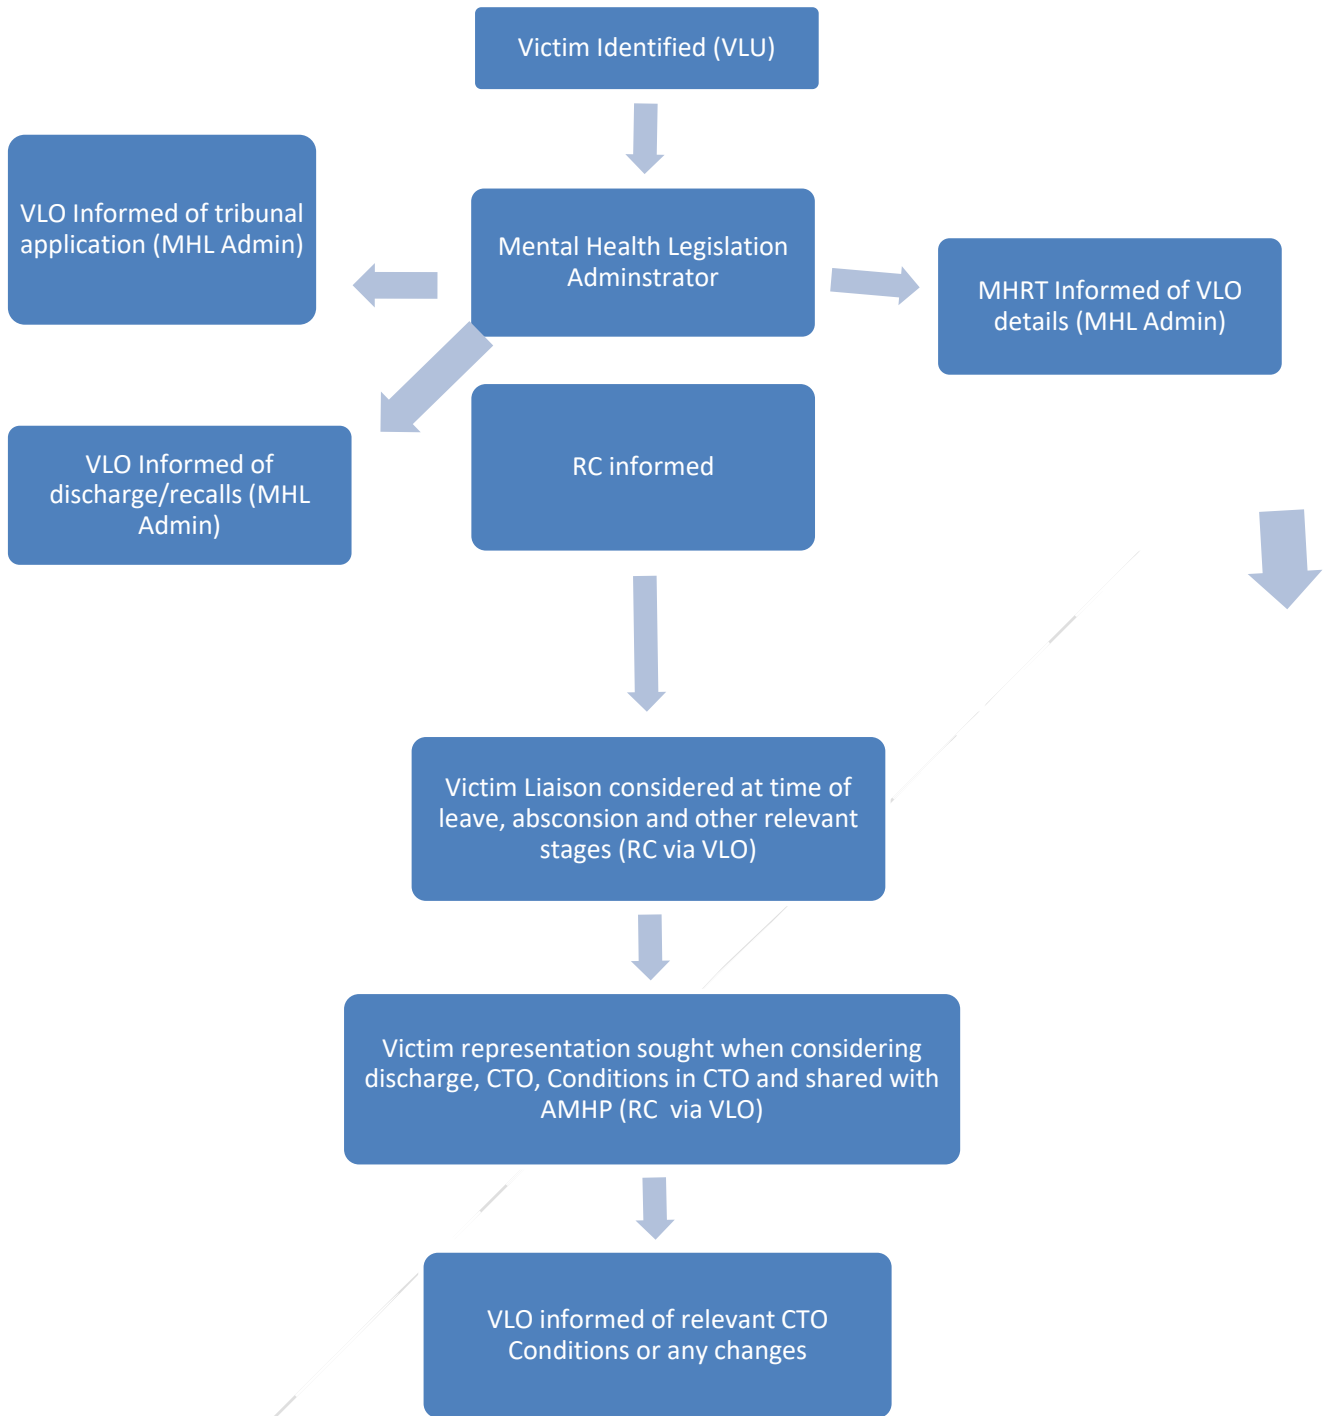 Victim Identified (VLU)
VLO Informed of tribunal
application (MHL Admin)
Mental Health Legislation
Adminstrator
MHRT Informed of VLO
details (MHL Admin)
VLO Informed of
discharge/recalls (MHL
Admin)
RC informed
Victim Liaison considered at time of
leave, absconsion and other relevant
stages (RC via VLO)
Victim representation sought when considering
discharge, CTO, Conditions in CTO and shared with
AMHP (RC  via VLO)
VLO informed of relevant CTO
Conditions or any changes